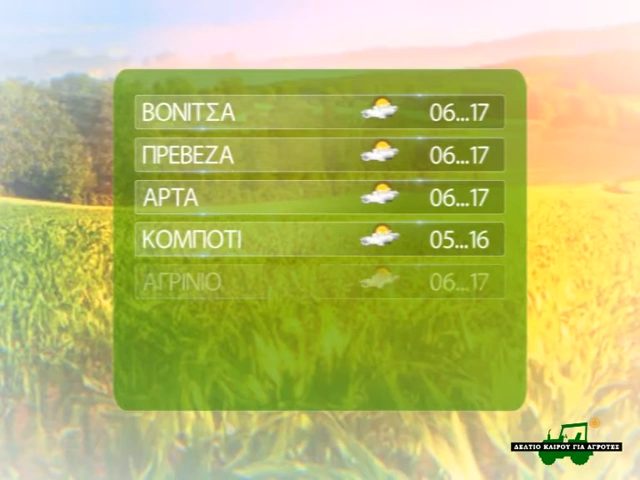 ΒΟΝΙΤΣΑ 06...17
ΠΡΕΒΕΖΑ 06...17
ΑΡΤΑ 06...17
ΚΟΜΠΟΤΙ 05...16
ΑΓΡΙΝΙΟ 06...17
ΔΕΛΤΙΟ ΚΑΙΡΟΥ ΓΙΑ ΑΓΡΟΤΕΣ